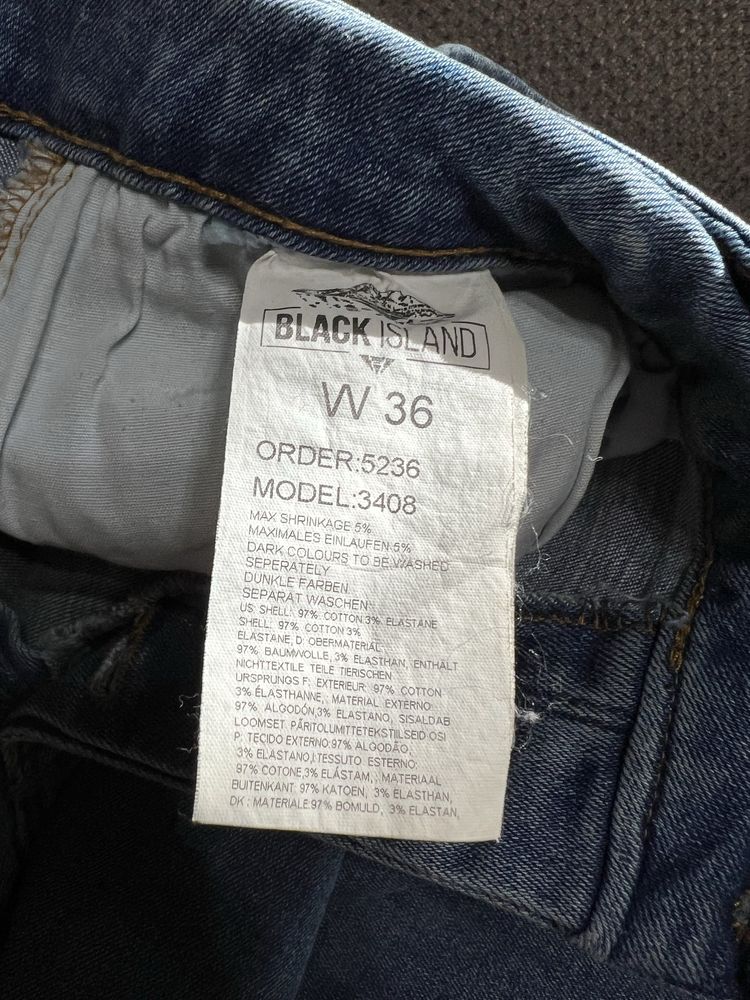 BLACK ISLAND
W 36
ORDER:5236
MODEL:3408
MAX SHRINKAGE 5%
MAXIMALES EINLAUFEN 5%
DARK COLOURS TO BE WASHED
SEPERATELY
DUNKLE FARBEN
SEPARAT WASCHEN
US: SHELL: 97% COTTON 3% ELASTANE
SHELL: 97% COTTON 3%
ELASTANE, D: OBERMATERIAL:
97% BAUMWOLLE, 3% ELASTHAN, ENTHÄLT
NICHTTEXTILE TEILE TIERISCHEN
URSPRUNGS F: EXTERIEUR: 97% COTTON
3% ÉLASTHANNE, : MATERIAL EXTERNO:
97% ALGODÓN,3% ELASTANO, SISALDAB
LOOMSET PÄRITOLUMITTETEKSTIILSEID OSI
P: TECIDO EXTERNO:97% ALGODÃO,
3% ELASTANO,I:TESSUTO ESTERNO:
97% COTONE,3% ELASTAM, : MATERIAAL
BUITENKANT: 97% KATOEN, 3% ELASTHAN,
DK : MATERIALE:97% BOMULD, 3% ELASTAN,